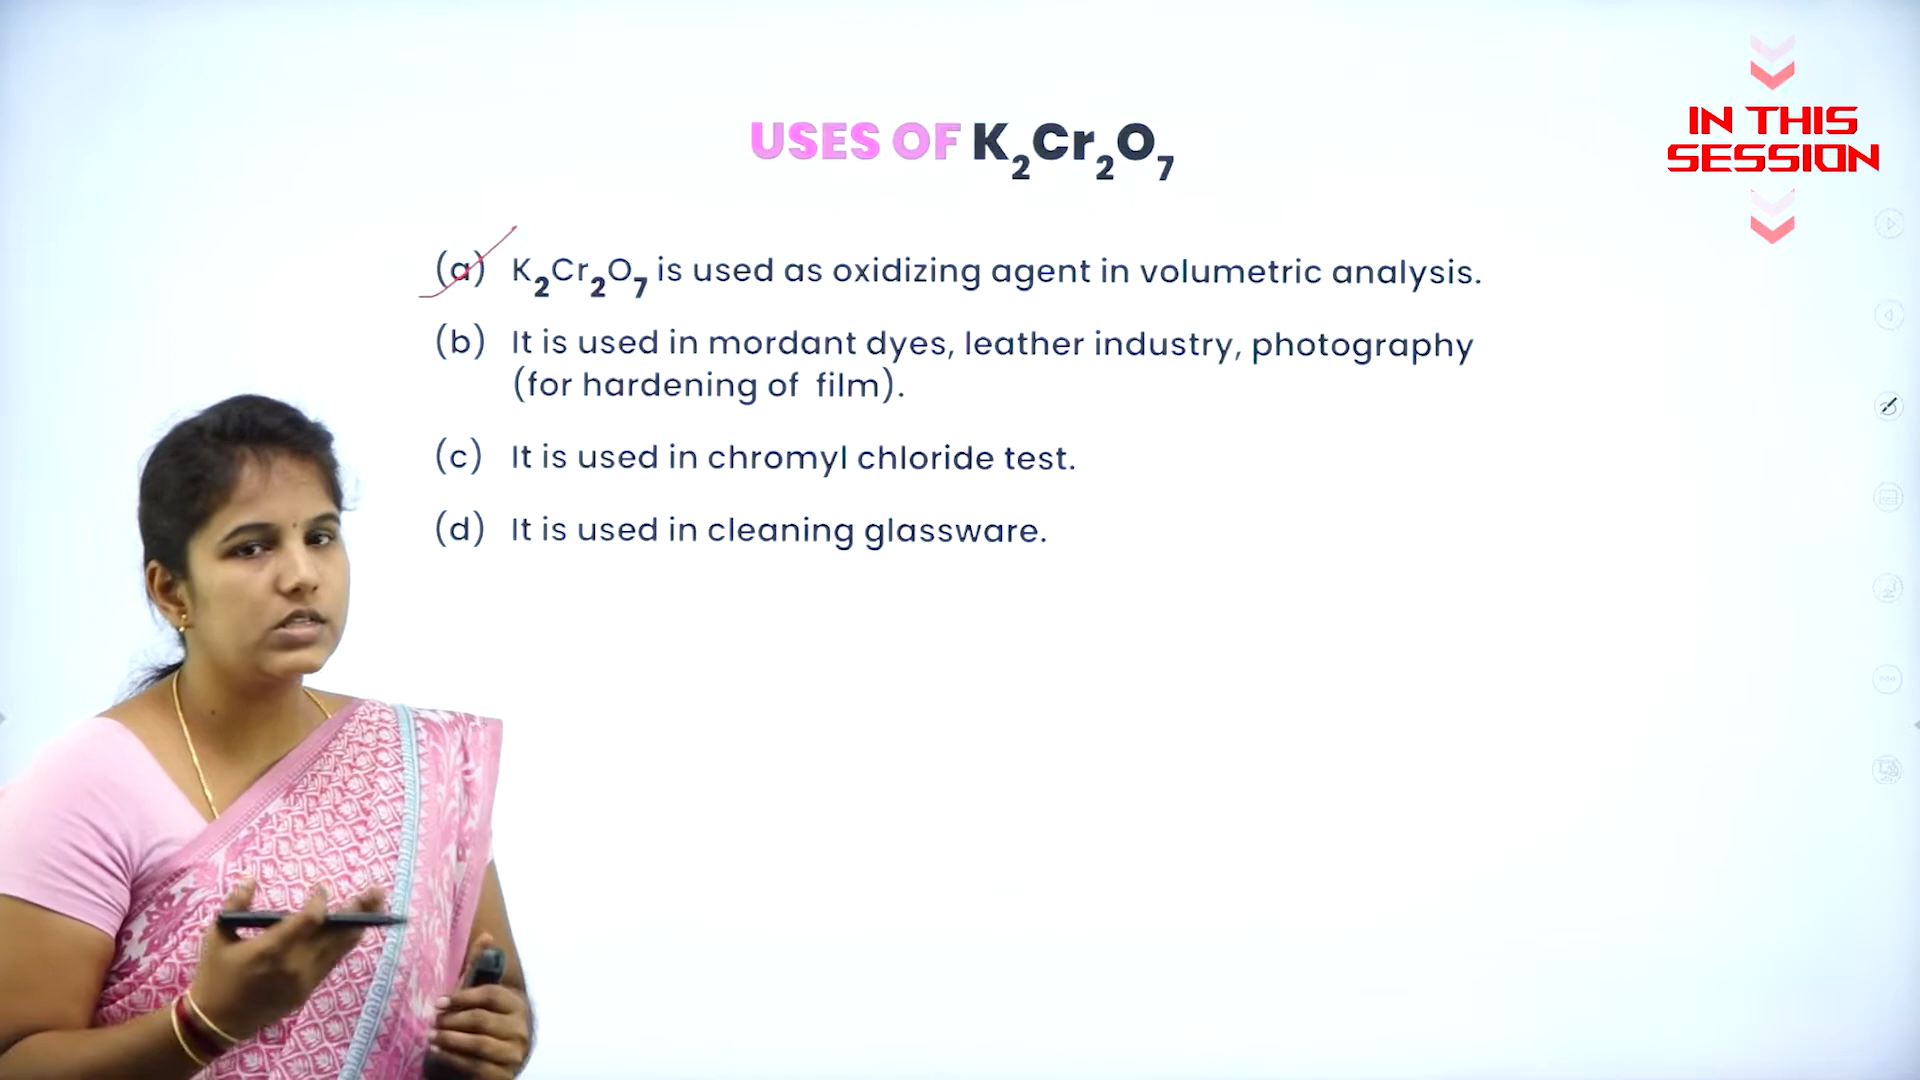 IN THIS
SESSION
USES OF K₂Cr₂O₇
(a) K₂Cr₂O₇ is used as oxidizing agent in volumetric analysis.
(b) It is used in mordant dyes, leather industry, photography
(for hardening of film).
(c) It is used in chromyl chloride test.
(d) It is used in cleaning glassware.